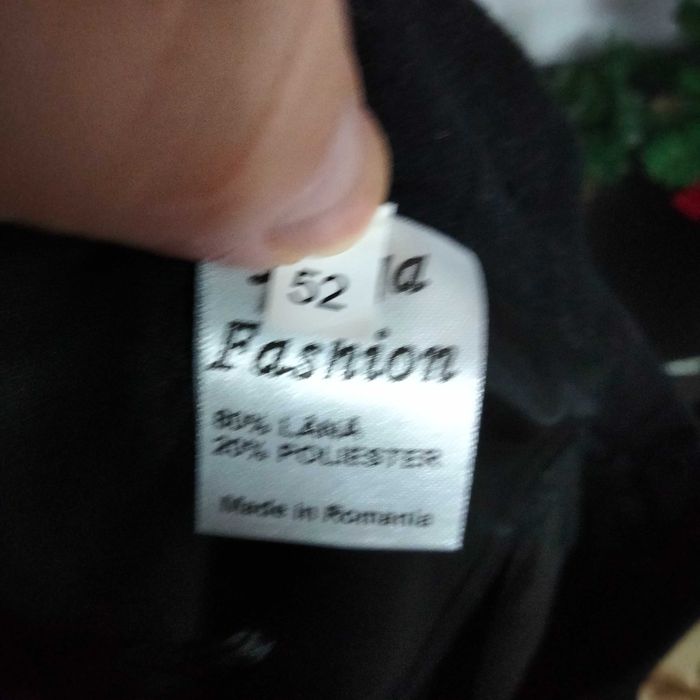 52
Fashion
80% LANA
20% POLIESTER
Made in Romania